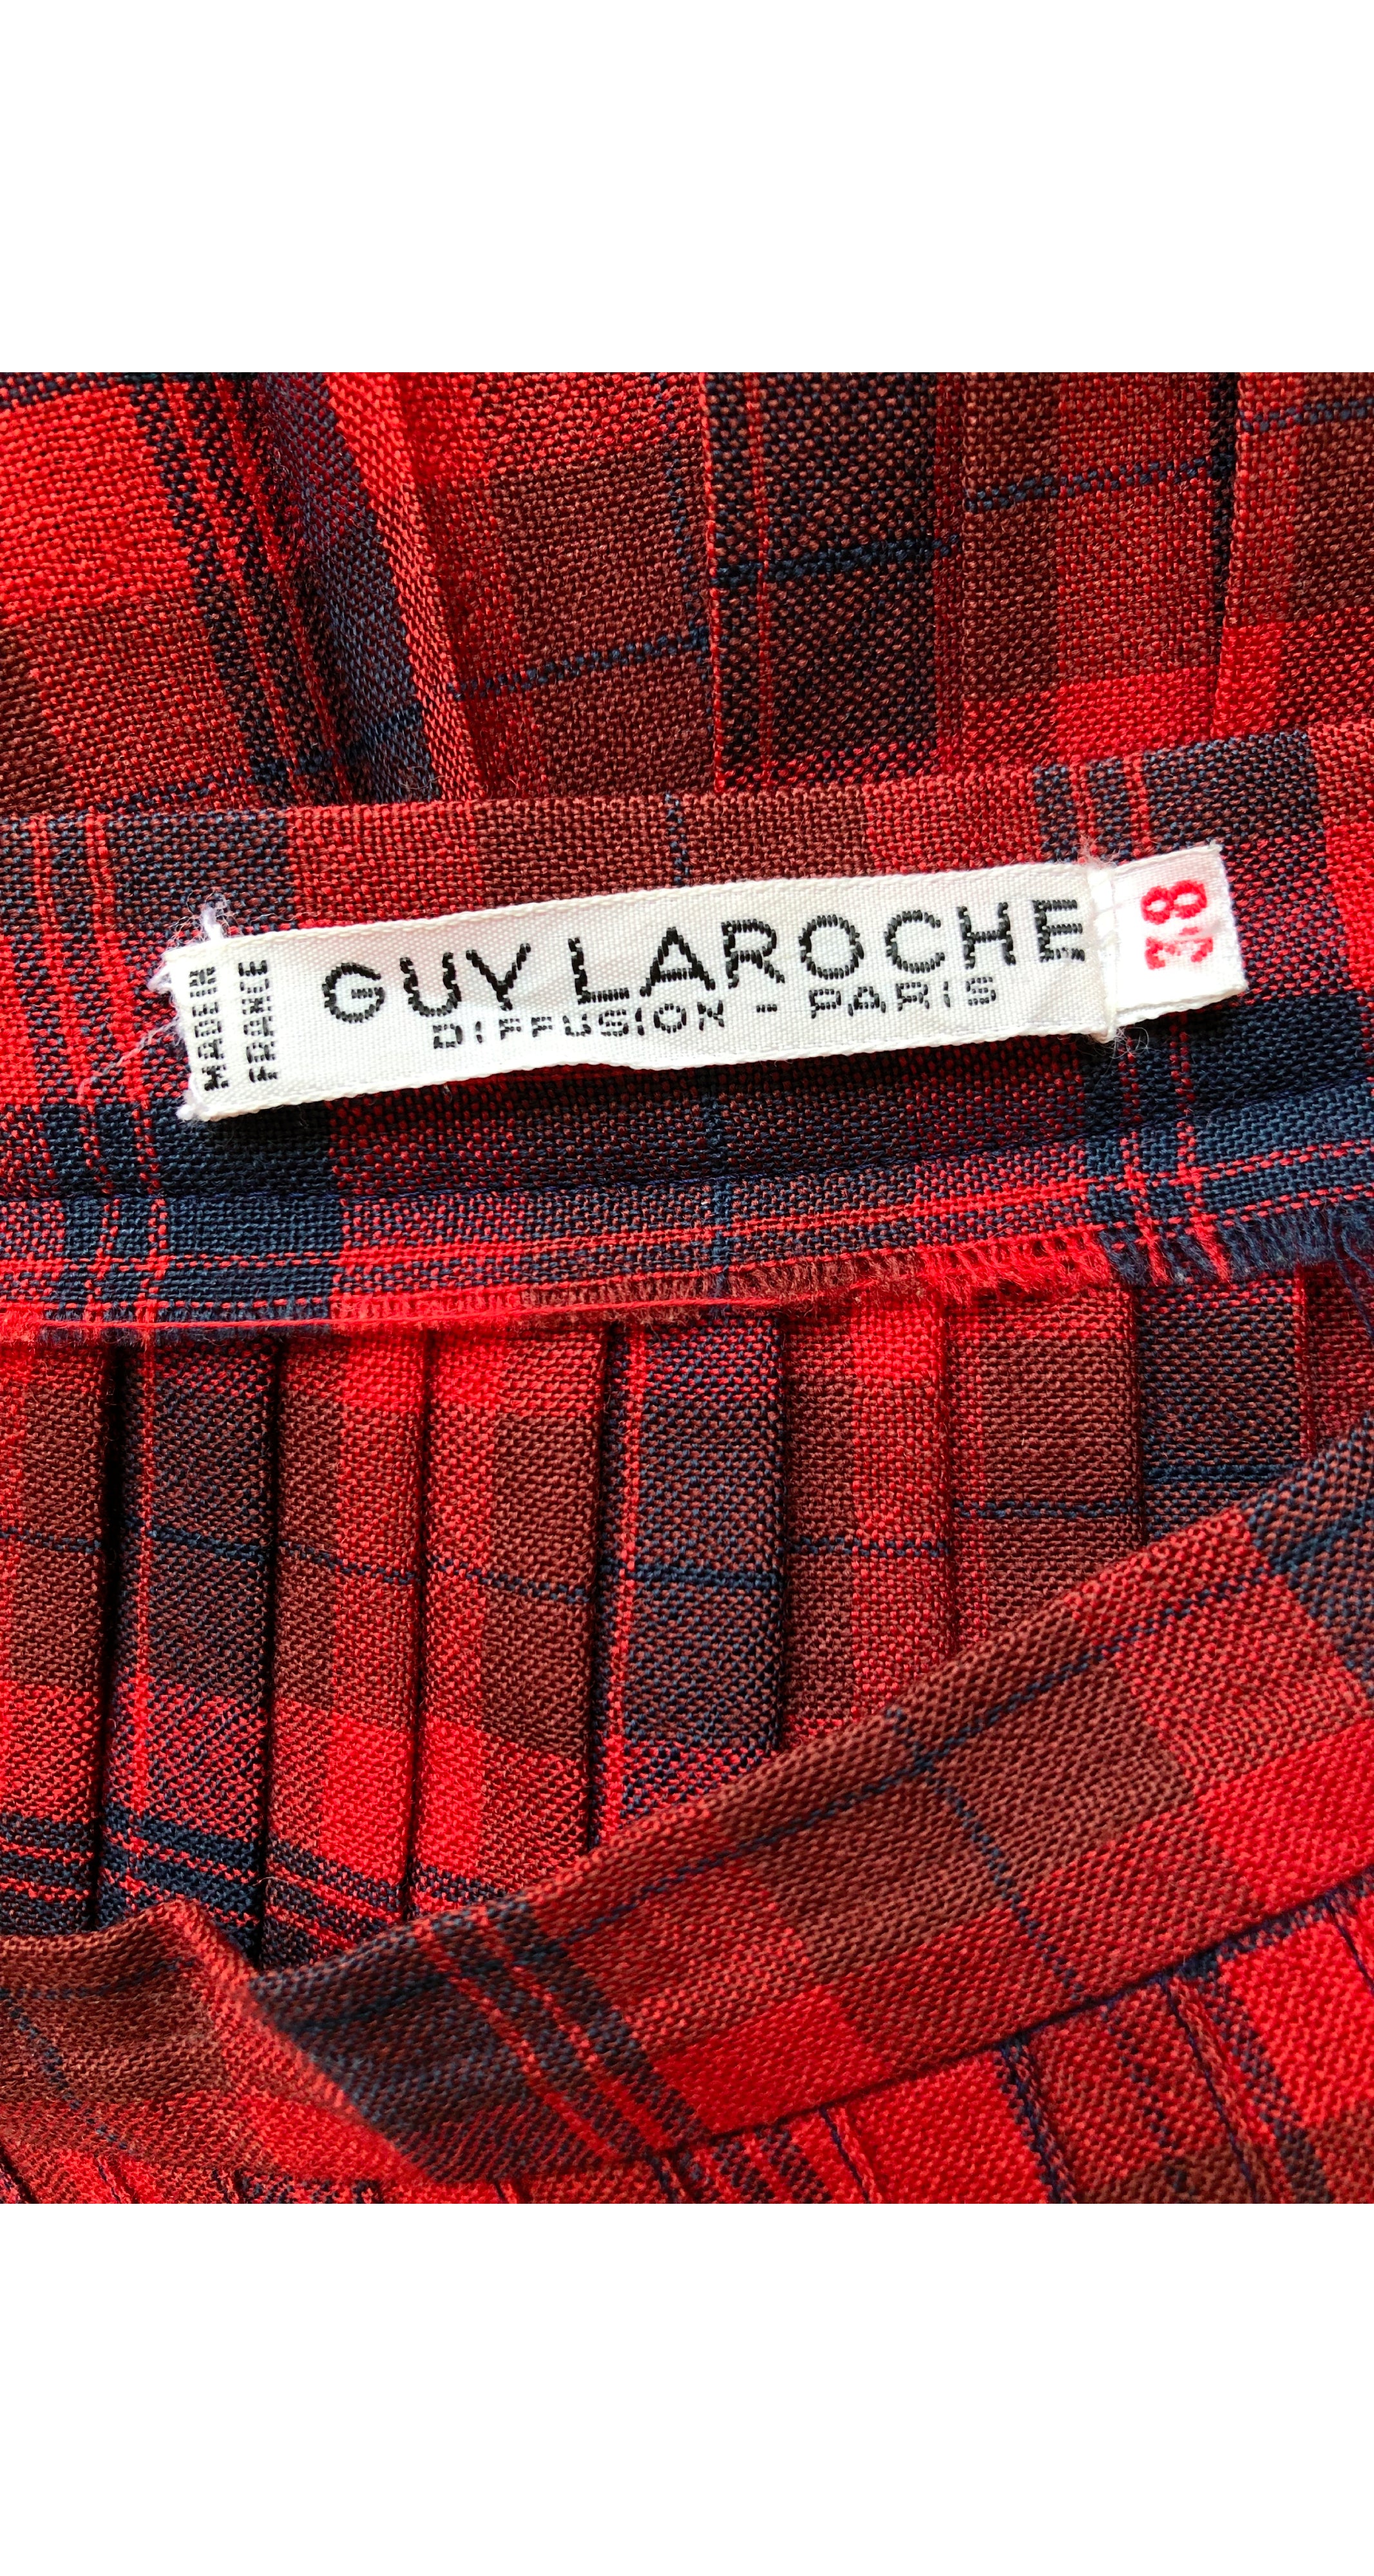 MADE IN
FRANCE
GUY LAROCHE
DIFFUSION - PARIS
38